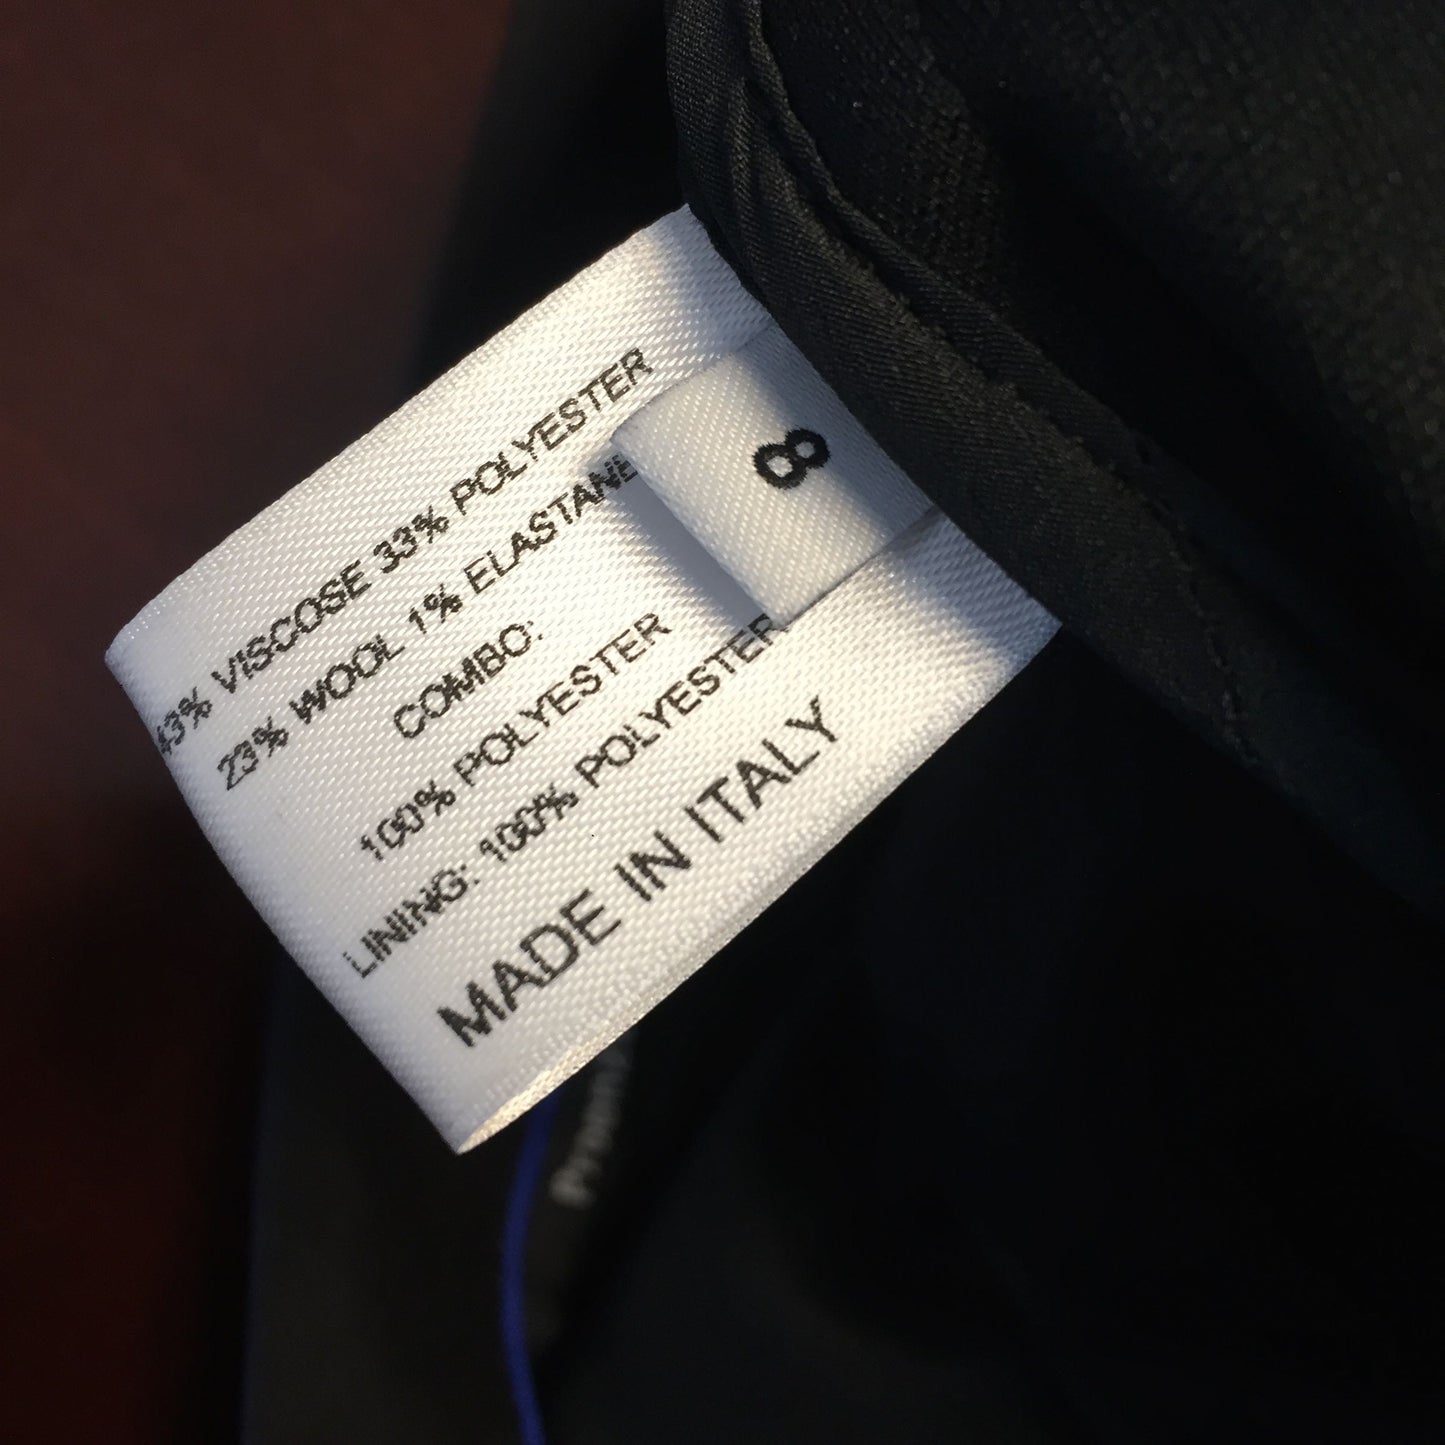 43% VISCOSE 33% POLYESTER
23% WOOL 1% ELASTANE
COMBO:
100% POLYESTER
LINING: 100% POLYESTER
MADE IN ITALY
8